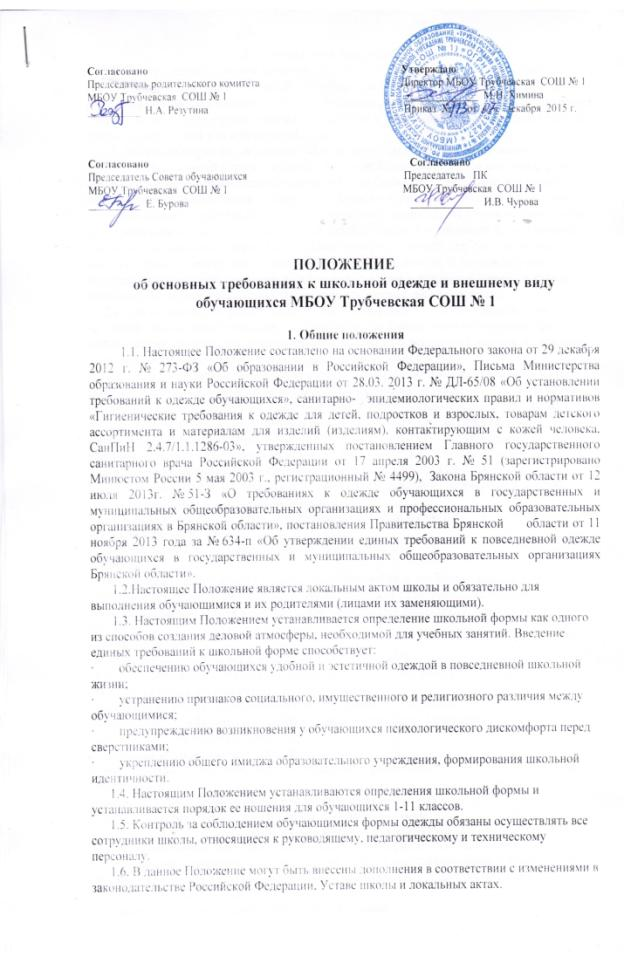 Согласовано
Председатель родительского комитета
МБОУ Трубчевская СОШ № 1
Н.А. Резутина
Утверждаю
Директор МБОУ Трубчевская СОШ № 1
М.Н. Химина
Приказ декабря 2015 г.
Согласовано
Председатель Совета обучающихся
МБОУ Трубчевская СОШ № 1
Е. Бурова
Согласовано
Председатель ПК
МБОУ Трубчевская СОШ № 1
И.В. Чурова
ПОЛОЖЕНИЕ
об основных требованиях к школьной одежде и внешнему виду
обучающихся МБОУ Трубчевская СОШ № 1
1. Общие положения
1.1. Настоящее Положение составлено на основании Федерального закона от 29 декабря
2012 г. № 273-ФЗ «Об образовании в Российской Федерации», Письма Министерства
образования и науки Российской Федерации от 28.03. 2013 г. № ДЛ-65/08 «Об установлении
требований к одежде обучающихся», санитарно- эпидемиологических правил и нормативов
«Гигиенические требования к одежде для детей, подростков и взрослых, товарам детского
ассортимента и материалам для изделий (изделиям), контактирующим с кожей человека,
СанПиН 2.4.7/1.1.1286-03», утвержденных постановлением Главного государственного
санитарного врача Российской Федерации от 17 апреля 2003 г. № 51 (зарегистрировано
Минюстом России 5 мая 2003 г., регистрационный № 4499), Закона Брянской области от 12
июля 2013г. № 51-З «О требованиях к одежде обучающихся в государственных и
муниципальных общеобразовательных организациях и профессиональных образовательных
организациях в Брянской области», постановления Правительства Брянской области от 11
ноября 2013 года за № 634-п «Об утверждении единых требований к повседневной одежде
обучающихся в государственных и муниципальных общеобразовательных организациях
Брянской области».
1.2.Настоящее Положение является локальным актом школы и обязательно для
выполнения обучающимися и их родителями (лицами их заменяющими).
1.3. Настоящим Положением устанавливается определение школьной формы как одного
из способов создания деловой атмосферы, необходимой для учебных занятий. Введение
единых требований к школьной форме способствует:
· обеспечению обучающихся удобной и эстетичной одеждой в повседневной школьной
жизни;
· устранению признаков социального, имущественного и религиозного различия между
обучающимися;
· предупреждению возникновения у обучающихся психологического дискомфорта перед
сверстниками;
· укреплению общего имиджа образовательного учреждения, формирования школьной
идентичности.
1.4. Настоящим Положением устанавливаются определения школьной формы и
устанавливается порядок ее ношения для обучающихся 1-11 классов.
1.5. Контроль за соблюдением обучающимися формы одежды обязаны осуществлять все
сотрудники школы, относящиеся к руководящему, педагогическому и техническому
персоналу.
1.6. В данное Положение могут быть внесены дополнения в соответствии с изменениями в
законодательстве Российской Федерации, Уставе школы и локальных актах.